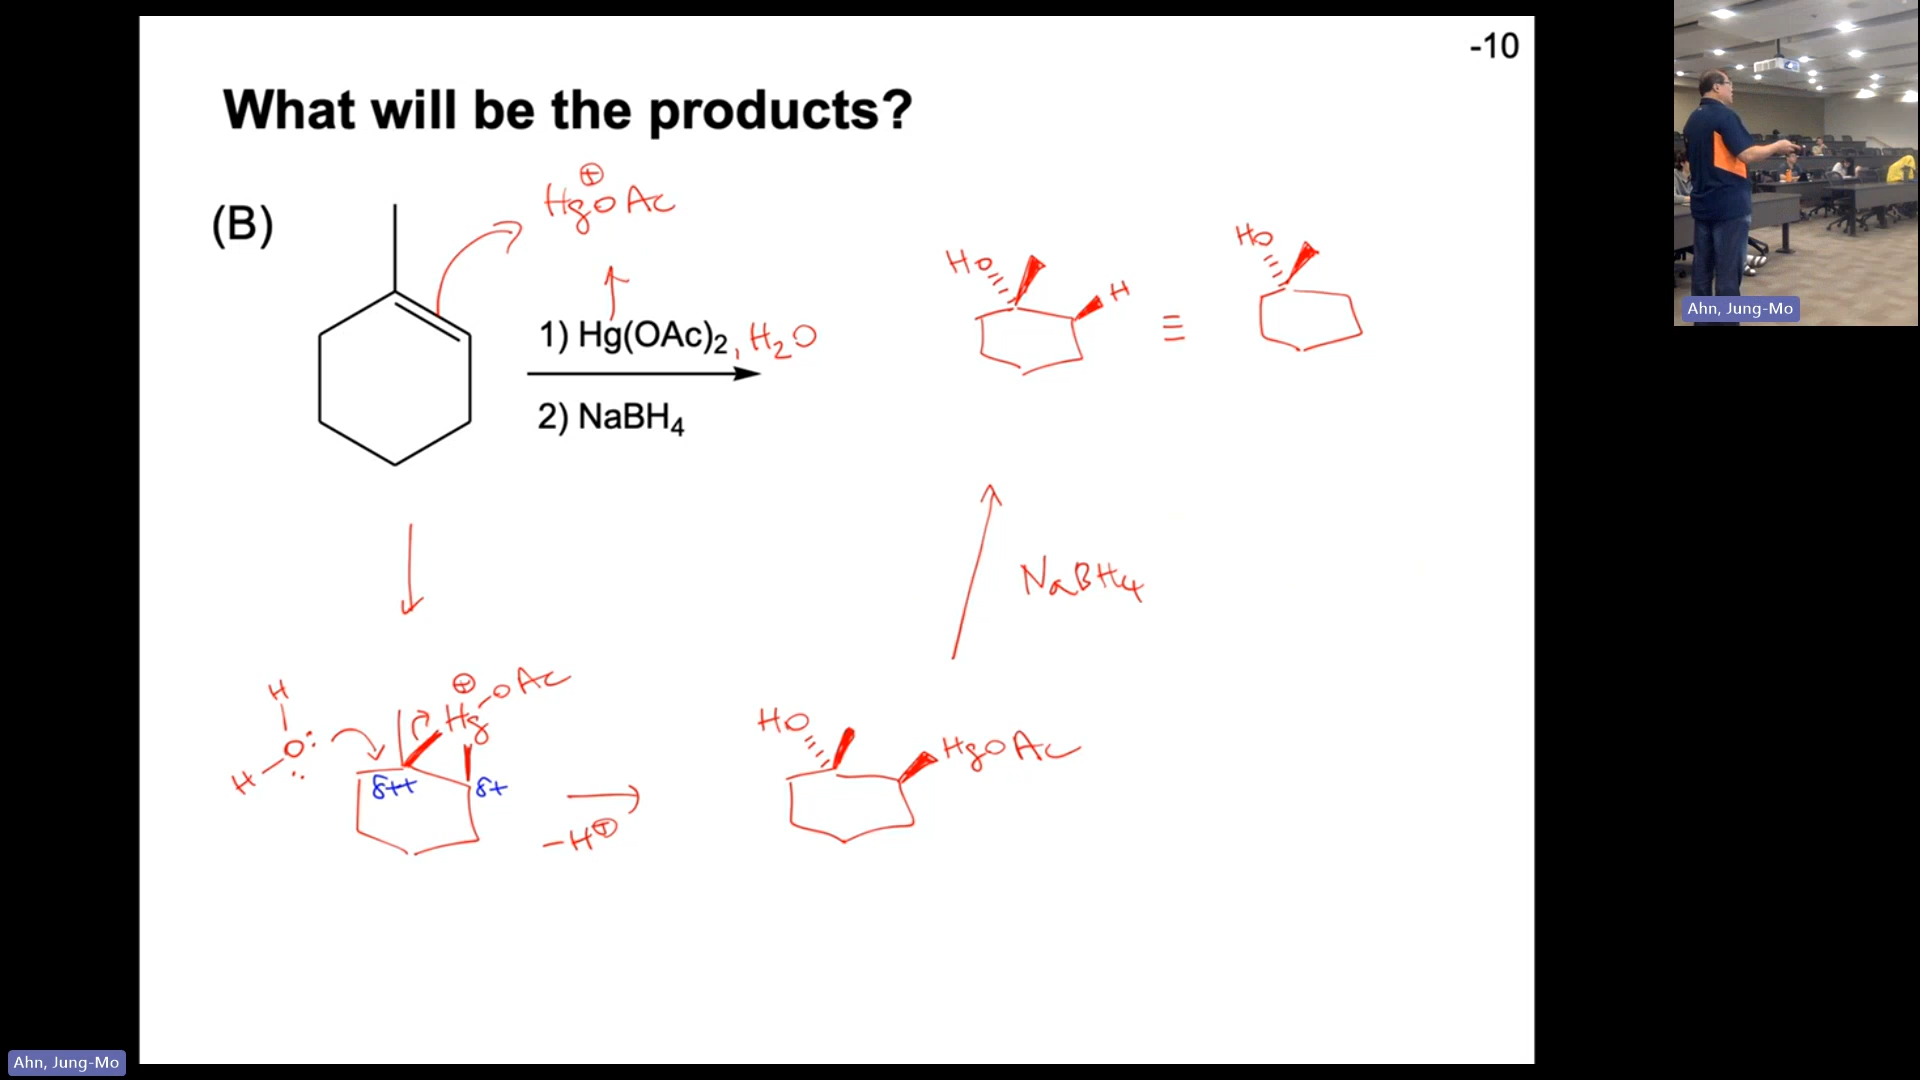 -10
What will be the products?
(B)
HgOAc
⊕
1) Hg(OAc)2, H2O
2) NaBH4
HO
H
≡
HO
NaBH4
H
H
O
⊕
Hg
OAc
δ++
δ+
-H⊕
HO
HgOAc
Ahn, Jung-Mo
Ahn, Jung-Mo